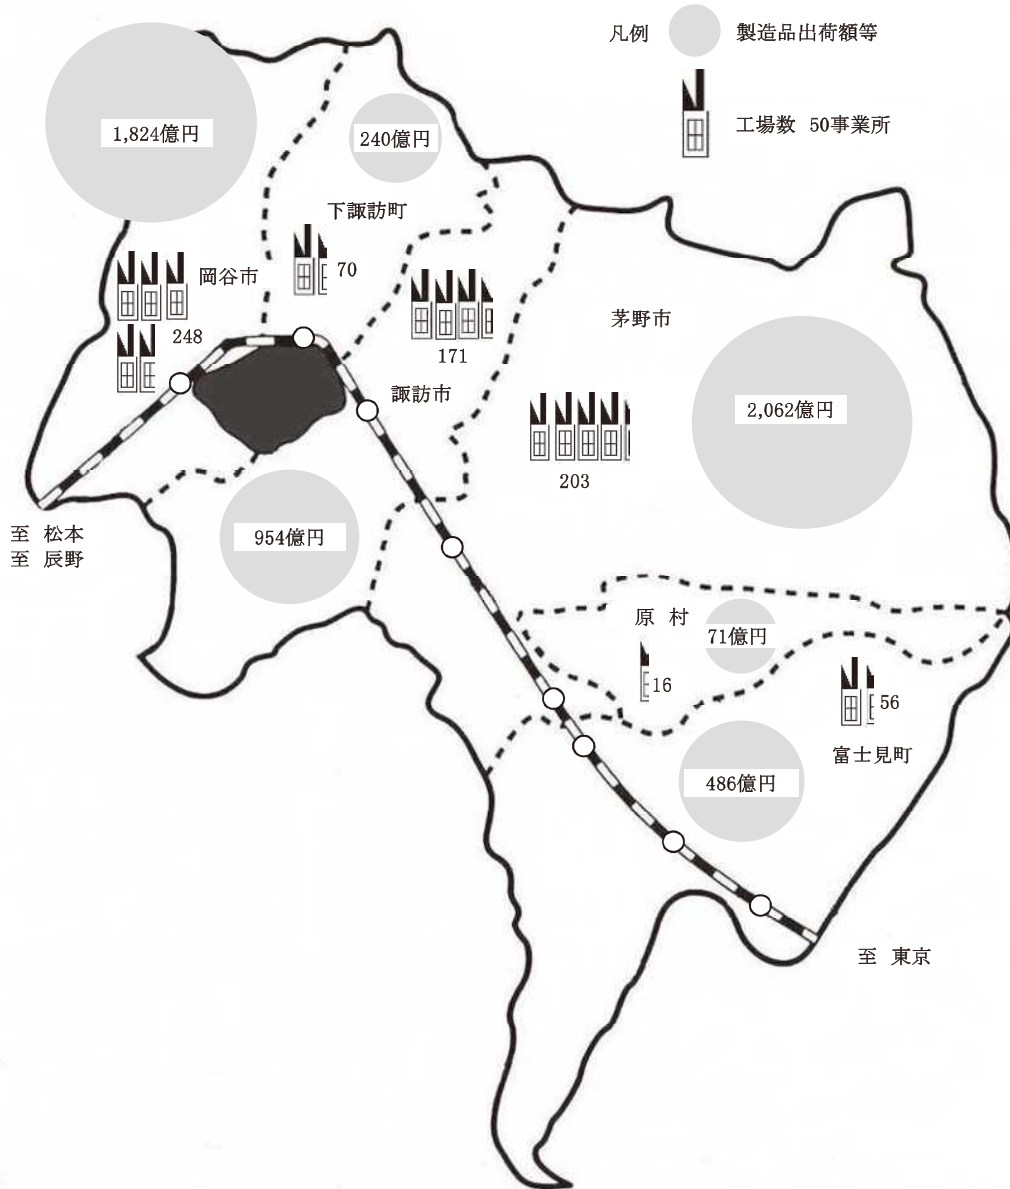 凡例
製造品出荷額等
工場数 50事業所
1,824億円
240億円
下諏訪町
70
岡谷市
248
171
諏訪市
茅野市
2,062億円
203
954億円
至 松本
至 辰野
原 村
71億円
16
56
富士見町
486億円
至 東京